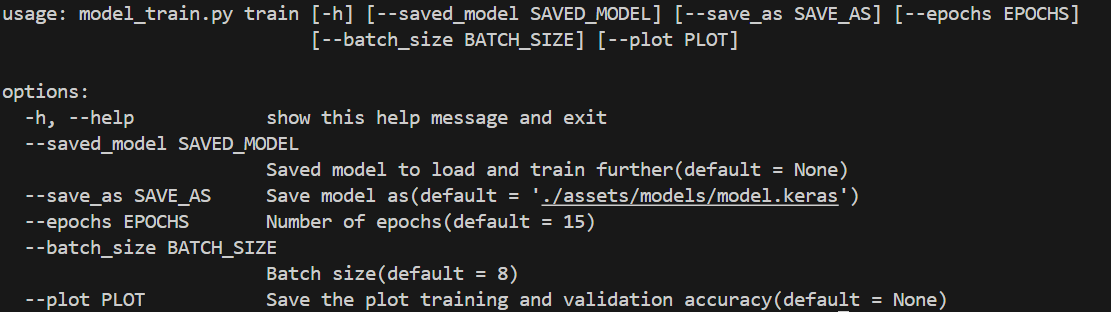 usage: model_train.py train [-h] [--saved_model SAVED_MODEL] [--save_as SAVE_AS] [--epochs EPOCHS]
[--batch_size BATCH_SIZE] [--plot PLOT]
options:
-h, --help show this help message and exit
--saved_model SAVED_MODEL
Saved model to load and train further(default = None)
--save_as SAVE_AS Save model as(default = './assets/models/model.keras')
--epochs EPOCHS Number of epochs(default = 15)
--batch_size BATCH_SIZE
Batch size(default = 8)
--plot PLOT Save the plot training and validation accuracy(default = None)